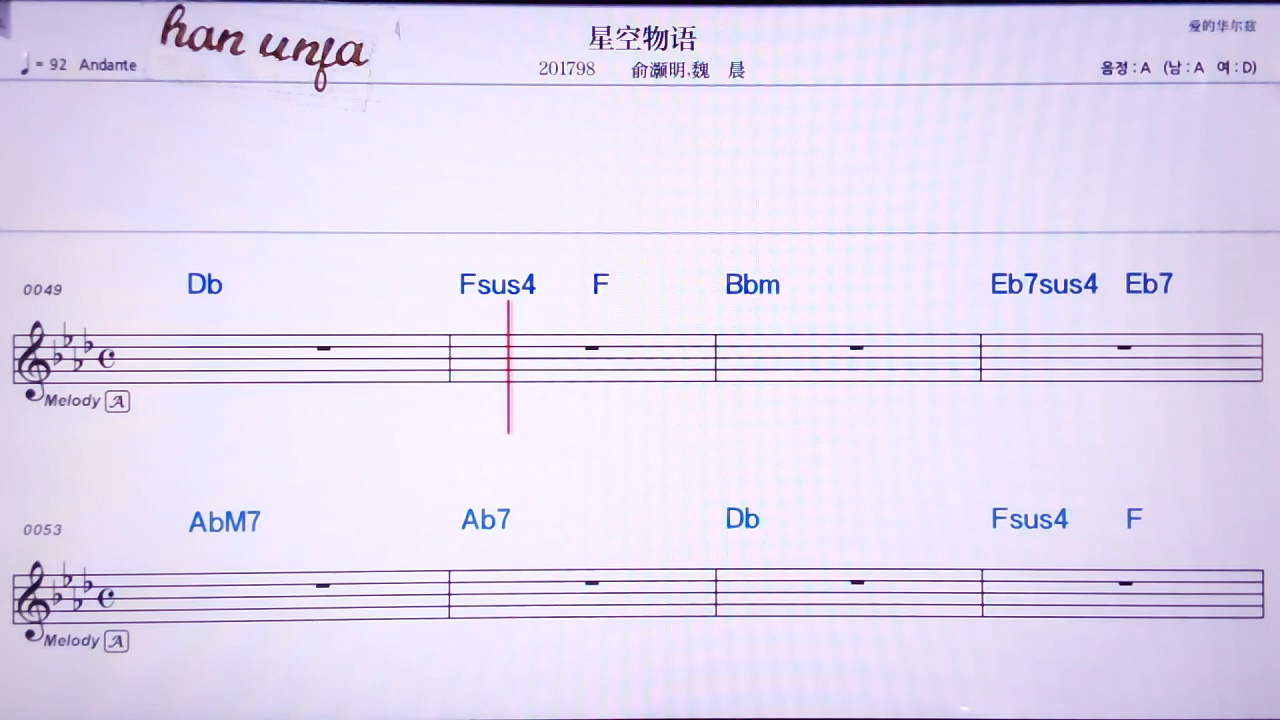 han unfa
星空物语
爱的华尔兹
♩ = 92 Andante
201798 俞灏明,魏 晨
음정 : A (남 : A 여 : D)
0049
Db Fsus4 F Bbm Eb7sus4 Eb7
Melody A
0053
AbM7 Ab7 Db Fsus4 F
Melody A